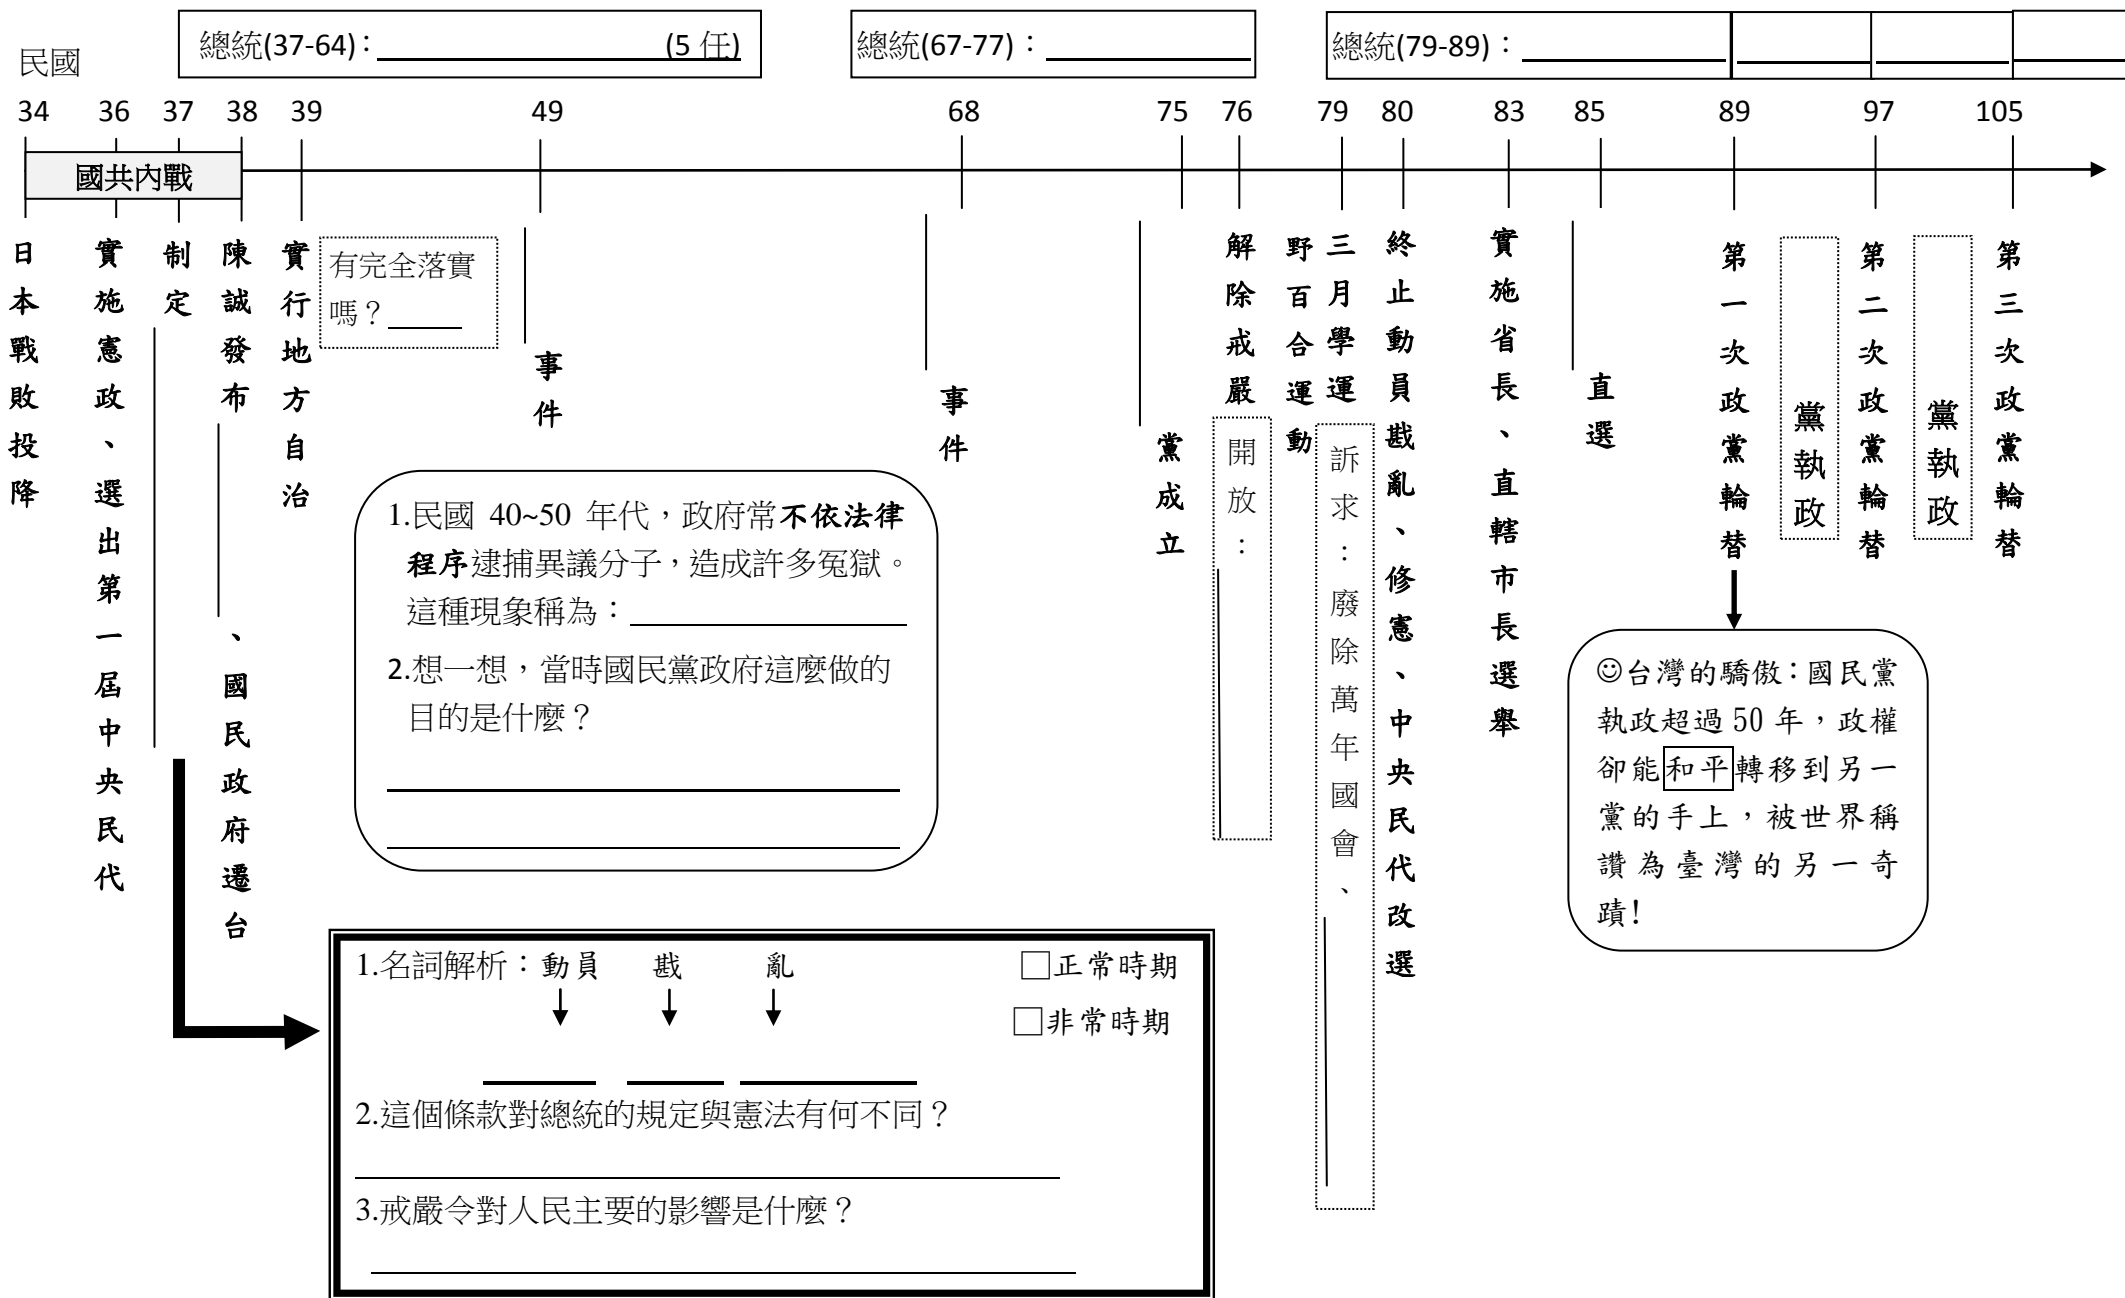 民國
總統(37-64)：(5 任)
總統(67-77)：
總統(79-89)：
34 36 37 38 39 49 68 75 76 79 80 83 85 89 97 105
國共內戰
日本戰敗投降
實施憲政、選出第一屆中央民代
制定
陳誠發布、國民政府遷台
實行地方自治
有完全落實
嗎？
事件
事件
黨成立
解除戒嚴
開放：
野百合運動
三月學運
訴求：廢除萬年國會、
終止動員戡亂、修憲、中央民代改選
實施省長、直轄市長選舉
直選
第一次政黨輪替
黨執政
第二次政黨輪替
黨執政
第三次政黨輪替
1.民國 40~50 年代，政府常不依法律
程序逮捕異議分子，造成許多冤獄。
這種現象稱為：
2.想一想，當時國民黨政府這麼做的
目的是什麼？
☺台灣的驕傲：國民黨
執政超過 50 年，政權
卻能和平轉移到另一
黨的手上，被世界稱
讚為臺灣的另一奇
蹟!
1.名詞解析：動員 戡 亂 □正常時期
□非常時期
2.這個條款對總統的規定與憲法有何不同？
3.戒嚴令對人民主要的影響是什麼？